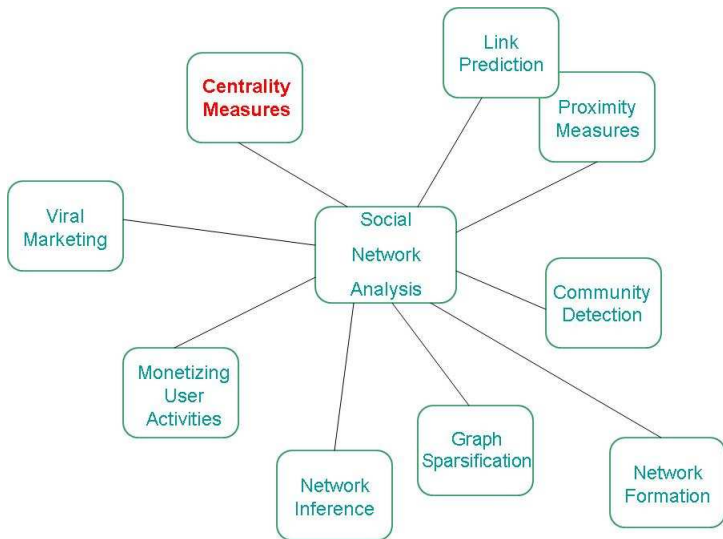 Link
Prediction
Centrality
Measures
Proximity
Measures
Viral
Marketing
Social
Network
Analysis
Community
Detection
Monetizing
User
Activities
Graph
Sparsification
Network
Inference
Network
Formation